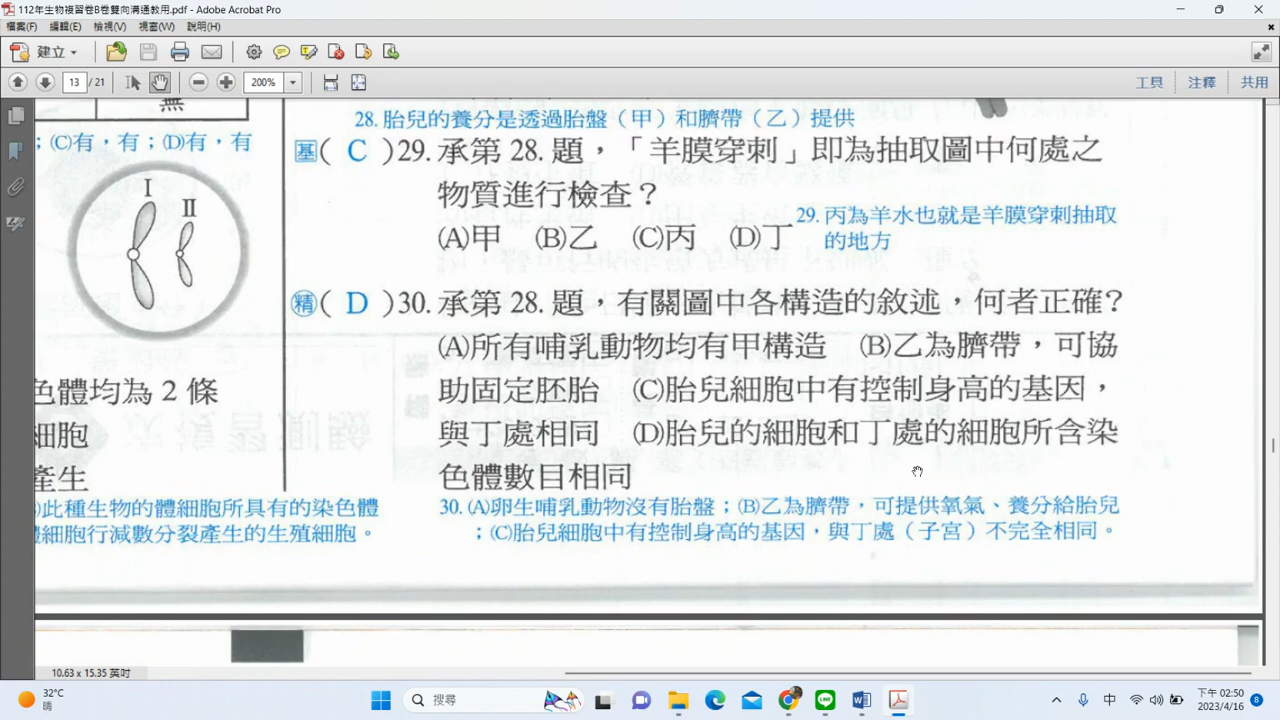 112年生物複習卷B卷雙向溝通教用.pdf - Adobe Acrobat Pro
檔案(F) 編輯(E) 檢視(V) 視窗(W) 說明(H)
建立
13 / 21
200%
工具 注釋 共用
無
；(C)有，有；(D)有，有
I
II
色體均為 2 條
細胞
產生
此種生物的體細胞所具有的染色體
體細胞行減數分裂產生的生殖細胞。
28. 胎兒的養分是透過胎盤（甲）和臍帶（乙）提供
基( C )29. 承第 28. 題，「羊膜穿刺」即為抽取圖中何處之
物質進行檢查？
(A)甲 (B)乙 (C)丙 (D)丁
29. 丙為羊水也就是羊膜穿刺抽取
的地方
精( D )30. 承第 28. 題，有關圖中各構造的敘述，何者正確？
(A)所有哺乳動物均有甲構造 (B)乙為臍帶，可協
助固定胚胎 (C)胎兒細胞中有控制身高的基因，
與丁處相同 (D)胎兒的細胞和丁處的細胞所含染
色體數目相同
30. (A)卵生哺乳動物沒有胎盤；(B)乙為臍帶，可提供氧氣、養分給胎兒
；(C)胎兒細胞中有控制身高的基因，與丁處（子宮）不完全相同。
10.63 x 15.35 英吋
32°C
晴
搜尋
中
下午 02:50
2023/4/16
8